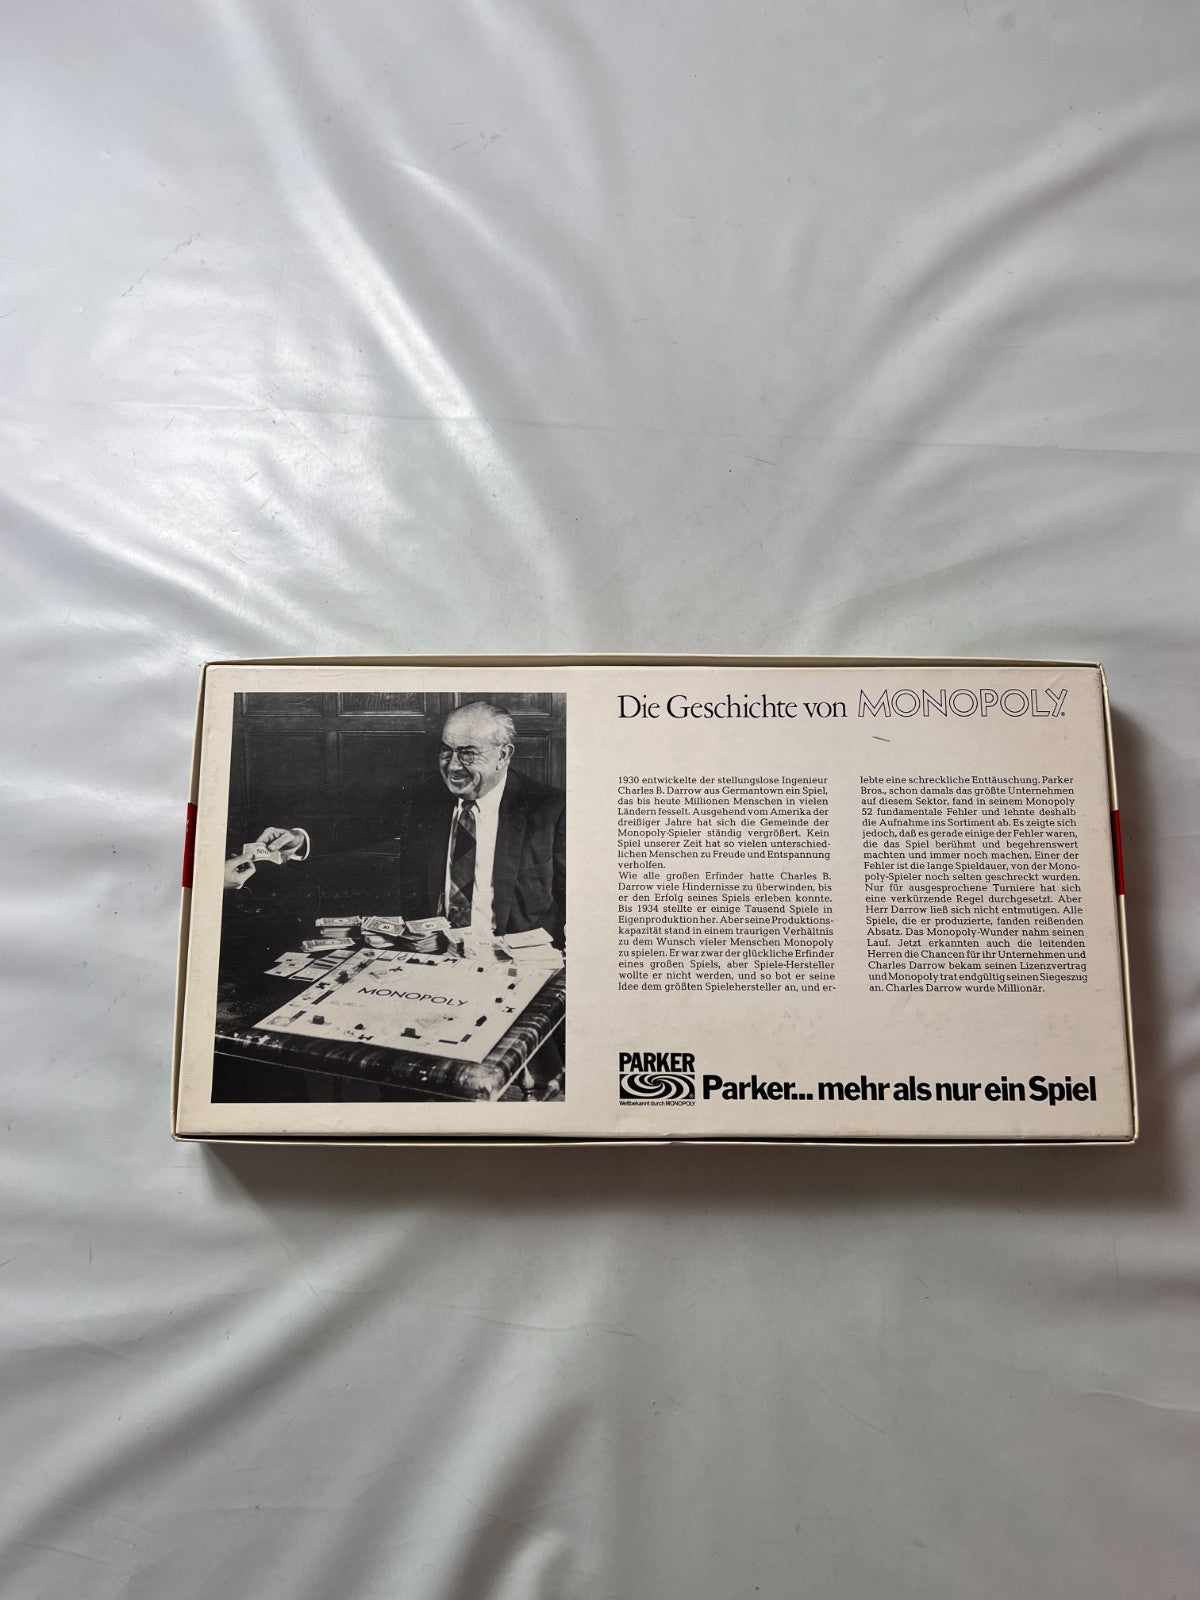 Die Geschichte von MONOPOLY®
1930 entwickelte der stellungslose Ingenieur
Charles B. Darrow aus Germantown ein Spiel,
das bis heute Millionen Menschen in vielen
Ländern fesselt. Ausgehend vom Amerika der
dreißiger Jahre hat sich die Gemeinde der
Monopoly-Spieler ständig vergrößert. Kein
Spiel unserer Zeit hat so vielen unterschied-
lichen Menschen zu Freude und Entspannung
verholfen.
Wie alle großen Erfinder hatte Charles B.
Darrow viele Hindernisse zu überwinden, bis
er den Erfolg seines Spiels erleben konnte.
Bis 1934 stellte er einige Tausend Spiele in
Eigenproduktion her. Aber seine Produktions-
kapazität stand in einem traurigen Verhältnis
zu dem Wunsch vieler Menschen Monopoly
zu spielen. Er war zwar der glückliche Erfinder
eines großen Spiels, aber Spiele-Hersteller
wollte er nicht werden, und so bot er seine
Idee dem größten Spielehersteller an, und er-
lebte eine schreckliche Enttäuschung. Parker
Bros., schon damals das größte Unternehmen
auf diesem Sektor, fand in seinem Monopoly
52 fundamentale Fehler und lehnte deshalb
die Aufnahme ins Sortiment ab. Es zeigte sich
jedoch, daß es gerade einige der Fehler waren,
die das Spiel berühmt und begehrenswert
machten und immer noch machen. Einer der
Fehler ist die lange Spieldauer, von der Mono-
poly-Spieler noch selten geschreckt wurden.
Nur für ausgesprochene Turniere hat sich
eine verkürzende Regel durchgesetzt. Aber
Herr Darrow ließ sich nicht entmutigen. Alle
Spiele, die er produzierte, fanden reißenden
Absatz. Das Monopoly-Wunder nahm seinen
Lauf. Jetzt erkannten auch die leitenden
Herren die Chancen für ihr Unternehmen und
Charles Darrow bekam seinen Lizenzvertrag
und Monopoly trat endgültig seinen Siegeszug
an. Charles Darrow wurde Millionär.
MONOPOLY
500
PARKER
Weltbekannt durch MONOPOLY
Parker... mehr als nur ein Spiel